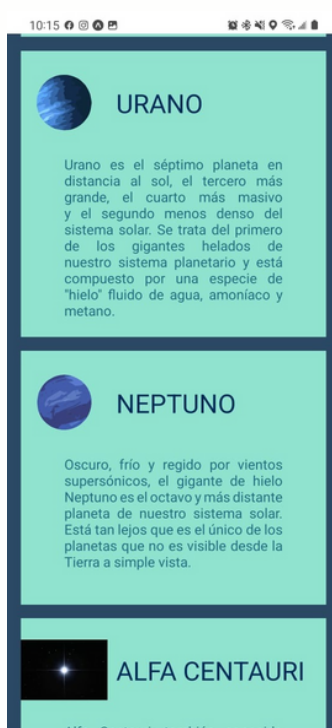 10:15
URANO
Urano es el séptimo planeta en
distancia al sol, el tercero más
grande, el cuarto más masivo
y el segundo menos denso del
sistema solar. Se trata del primero
de los gigantes helados de
nuestro sistema planetario y está
compuesto por una especie de
"hielo" fluido de agua, amoníaco y
metano.
NEPTUNO
Oscuro, frío y regido por vientos
supersónicos, el gigante de hielo
Neptuno es el octavo y más distante
planeta de nuestro sistema solar.
Está tan lejos que es el único de los
planetas que no es visible desde la
Tierra a simple vista.
ALFA CENTAURI